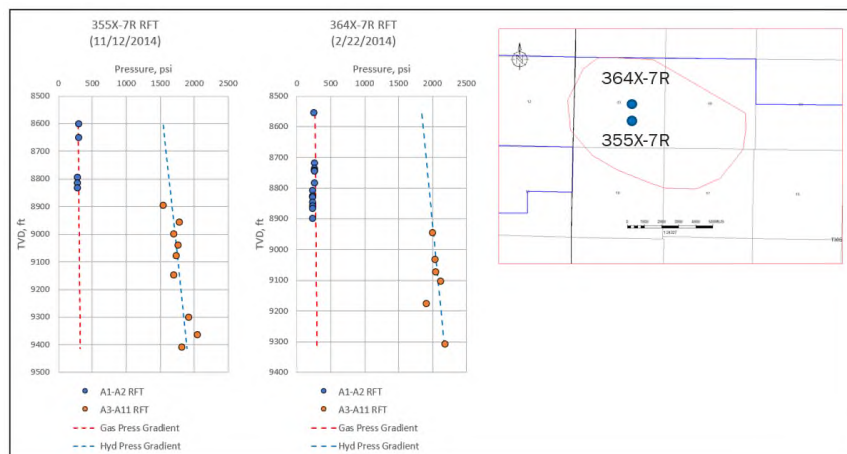 355X-7R RFT
(11/12/2014)
Pressure, psi
0 500 1000 1500 2000 2500
8500
8600
8700
8800
8900
9000
9100
9200
9300
9400
9500
TVD, ft
A1-A2 RFT
A3-A11 RFT
Gas Press Gradient
Hyd Press Gradient
364X-7R RFT
(2/22/2014)
Pressure, psi
0 500 1000 1500 2000 2500
8500
8600
8700
8800
8900
9000
9100
9200
9300
9400
TVD, ft
A1-A2 RFT
A3-A11 RFT
Gas Press Gradient
Hyd Press Gradient
364X-7R
355X-7R